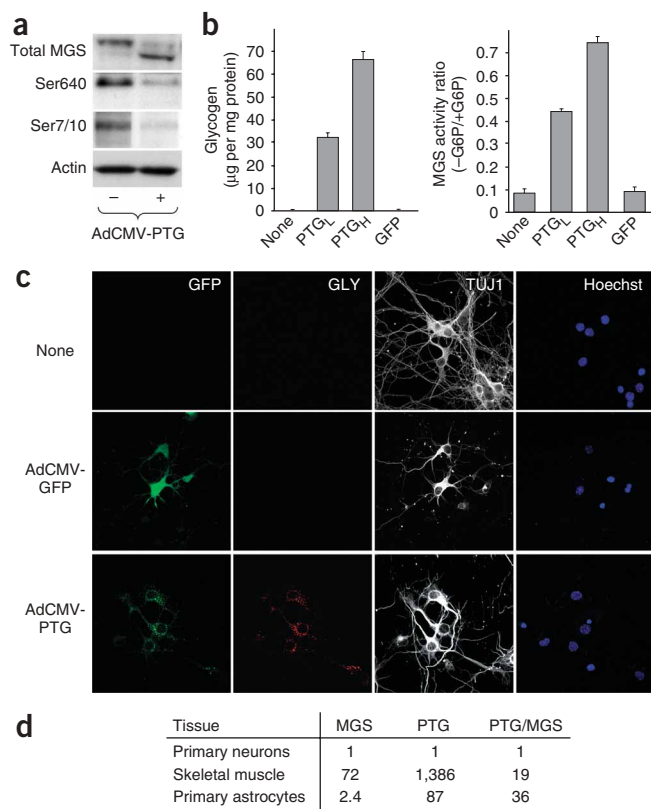 a
Total MGS
Ser640
Ser7/10
Actin
– +
AdCMV-PTG
b
Glycogen
(µg per mg protein)
70
60
50
40
30
20
10
0
None PTGL PTGH GFP
MGS activity ratio
(–G6P/+G6P)
0.7
0.5
0.4
0.2
0.1
0
None PTGL PTGH GFP
c
GFP GLY TUJ1 Hoechst
None
AdCMV-
GFP
AdCMV-
PTG
d
Tissue MGS PTG PTG/MGS
Primary neurons 1 1 1
Skeletal muscle 72 1,386 19
Primary astrocytes 2.4 87 36